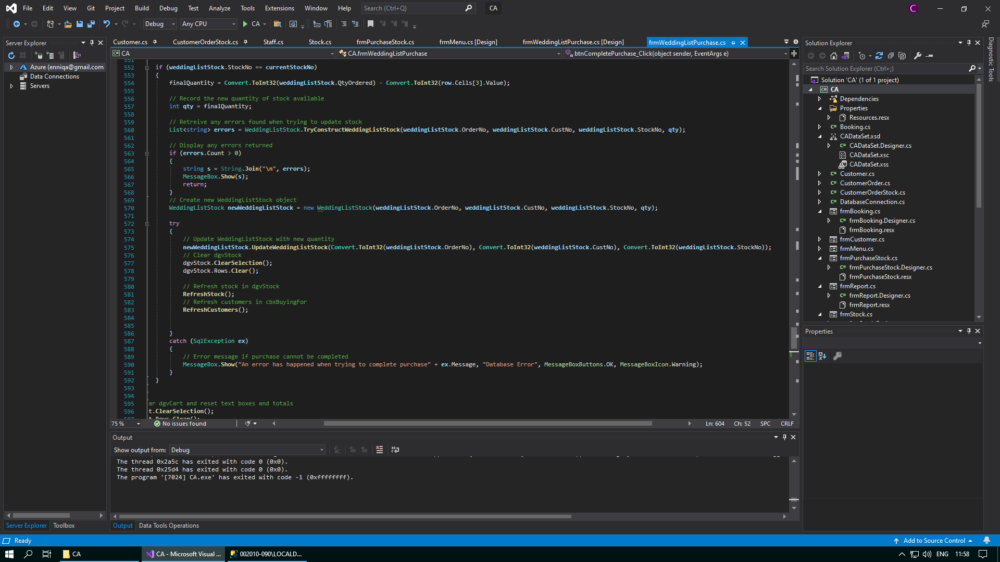 File Edit View Git Project Build Debug Test Analyze Tools Extensions Window Help Search (Ctrl+Q) CA C
Debug Any CPU CA
Server Explorer
Azure (enniqa@gmail.com
Data Connections
Servers
Customer.cs CustomerOrderStock.cs Staff.cs Stock.cs frmPurchaseStock.cs frmMenu.cs [Design] frmWeddingListPurchase.cs [Design] frmWeddingListPurchase.cs
CA CA.frmWeddingListPurchase btnCompletePurchase_Click(object sender, EventArgs e)
551
552 if (weddingListStock.StockNo == currentStockNo)
553 {
554 finalQuantity = Convert.ToInt32(weddingListStock.QtyOrdered) - Convert.ToInt32(row.Cells[3].Value);
555
556 // Record the new quantity of stock available
557 int qty = finalQuantity;
558
559 // Retreive any errors found when trying to update stock
560 List<string> errors = WeddingListStock.TryConstructWeddingListStock(weddingListStock.OrderNo, weddingListStock.CustNo, weddingListStock.StockNo, qty);
561
562 // Display any errors returned
563 if (errors.Count > 0)
564 {
565 string s = String.Join("\n", errors);
566 MessageBox.Show(s);
567 return;
568 }
569 // Create new WeddingListStock object
570 WeddingListStock newWeddingListStock = new WeddingListStock(weddingListStock.OrderNo, weddingListStock.CustNo, weddingListStock.StockNo, qty);
571
572 try
573 {
574 // Update WeddingListStock with new quantity
575 newWeddingListStock.UpdateWeddingListStock(Convert.ToInt32(weddingListStock.OrderNo), Convert.ToInt32(weddingListStock.CustNo), Convert.ToInt32(weddingListStock.StockNo));
576 // Clear dgvStock
577 dgvStock.ClearSelection();
578 dgvStock.Rows.Clear();
579
580 // Refresh stock in dgvStock
581 RefreshStock();
582 // Refresh customers in cbxBuyingFor
583 RefreshCustomers();
584
585
586 }
587 catch (SqlException ex)
588 {
589 // Error message if purchase cannot be completed
590 MessageBox.Show("An error has happened when trying to complete purchase" + ex.Message, "Database Error", MessageBoxButtons.OK, MessageBoxIcon.Warning);
591 }
592 }
593
594
595 ar dgvCart and reset text boxes and totals
596 t.ClearSelection();
597 t.Rows.Clear();
75 % No issues found Ln: 604 Ch: 52 SPC CRLF
Output
Show output from: Debug
The thread 0x2a5c has exited with code 0 (0x0).
The thread 0x25d4 has exited with code 0 (0x0).
The program '[7024] CA.exe' has exited with code -1 (0xffffffff).
Server Explorer Toolbox Output Data Tools Operations
Solution Explorer
Search Solution Explorer (Ctrl+;)
Solution 'CA' (1 of 1 project)
CA
Dependencies
Properties
Resources.resx
Booking.cs
CADataSet.xsd
CADataSet.Designer.cs
CADataSet.xsc
CADataSet.xss
Customer.cs
CustomerOrder.cs
CustomerOrderStock.cs
DatabaseConnection.cs
frmBooking.cs
frmBooking.Designer.cs
frmBooking.resx
frmCustomer.cs
frmMenu.cs
frmPurchaseStock.cs
frmPurchaseStock.Designer.cs
frmPurchaseStock.resx
frmReport.cs
frmReport.Designer.cs
frmReport.resx
frmStock.cs
Properties
Diagnostic Tools
Ready Add to Source Control
CA CA - Microsoft Visual ... 002010-090\LOCALD... ENG 11:58